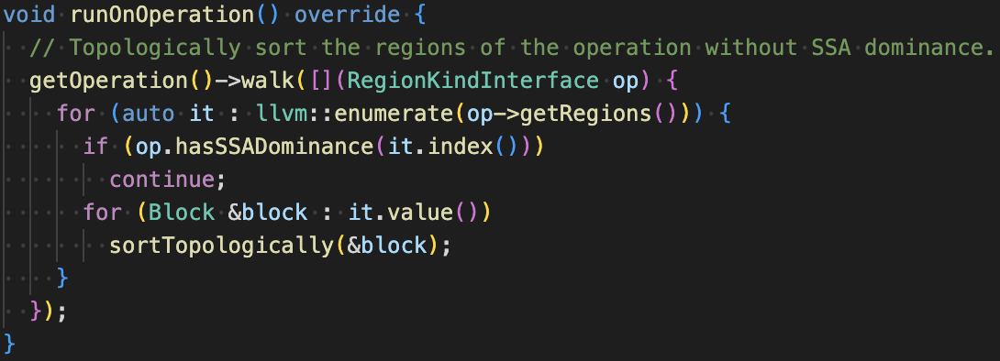 void runOnOperation() override {
  // Topologically sort the regions of the operation without SSA dominance.
  getOperation()->walk([](RegionKindInterface op) {
    for (auto it : llvm::enumerate(op->getRegions())) {
      if (op.hasSSADominance(it.index()))
        continue;
      for (Block &block : it.value())
        sortTopologically(&block);
    }
  });
}